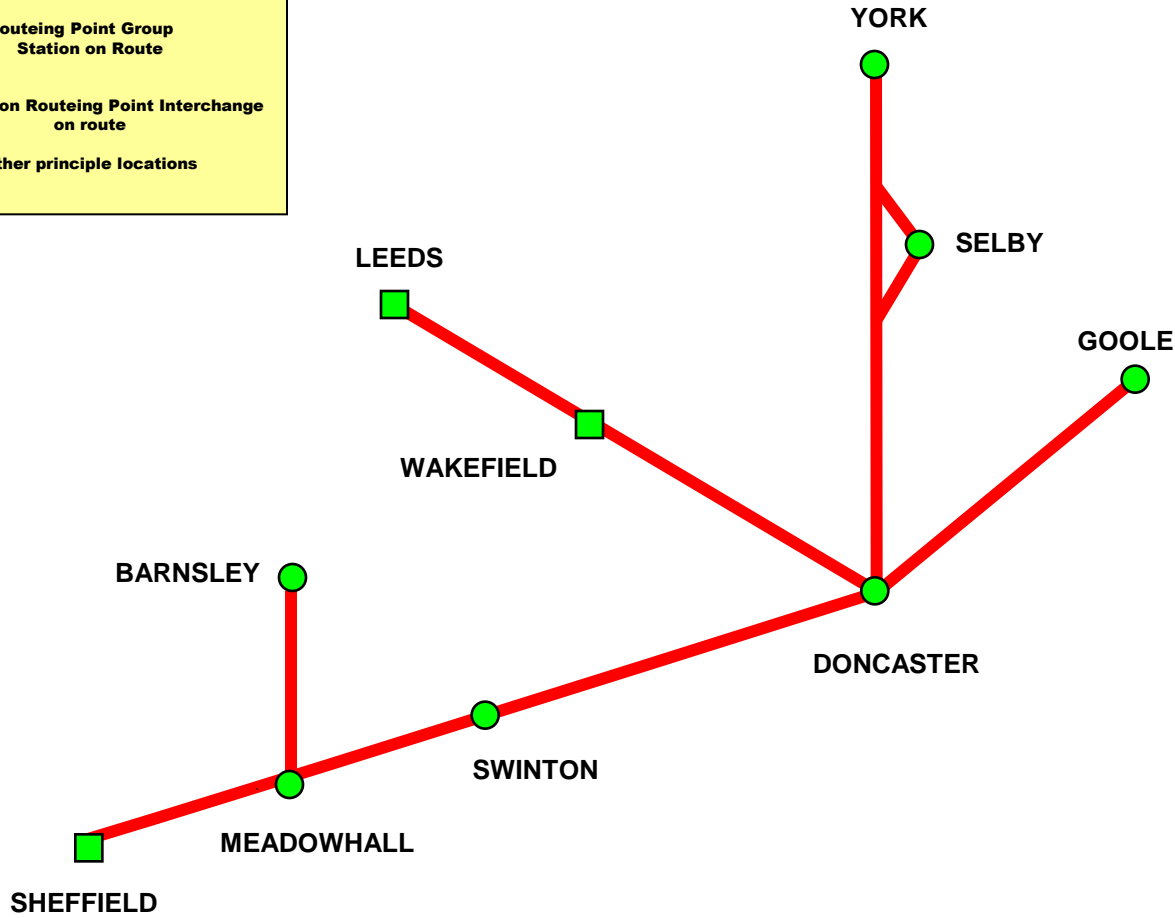 outeing Point Group
Station on Route
on Routeing Point Interchange
on route
ther principle locations
YORK
SELBY
LEEDS
GOOLE
WAKEFIELD
BARNSLEY
DONCASTER
SWINTON
MEADOWHALL
SHEFFIELD